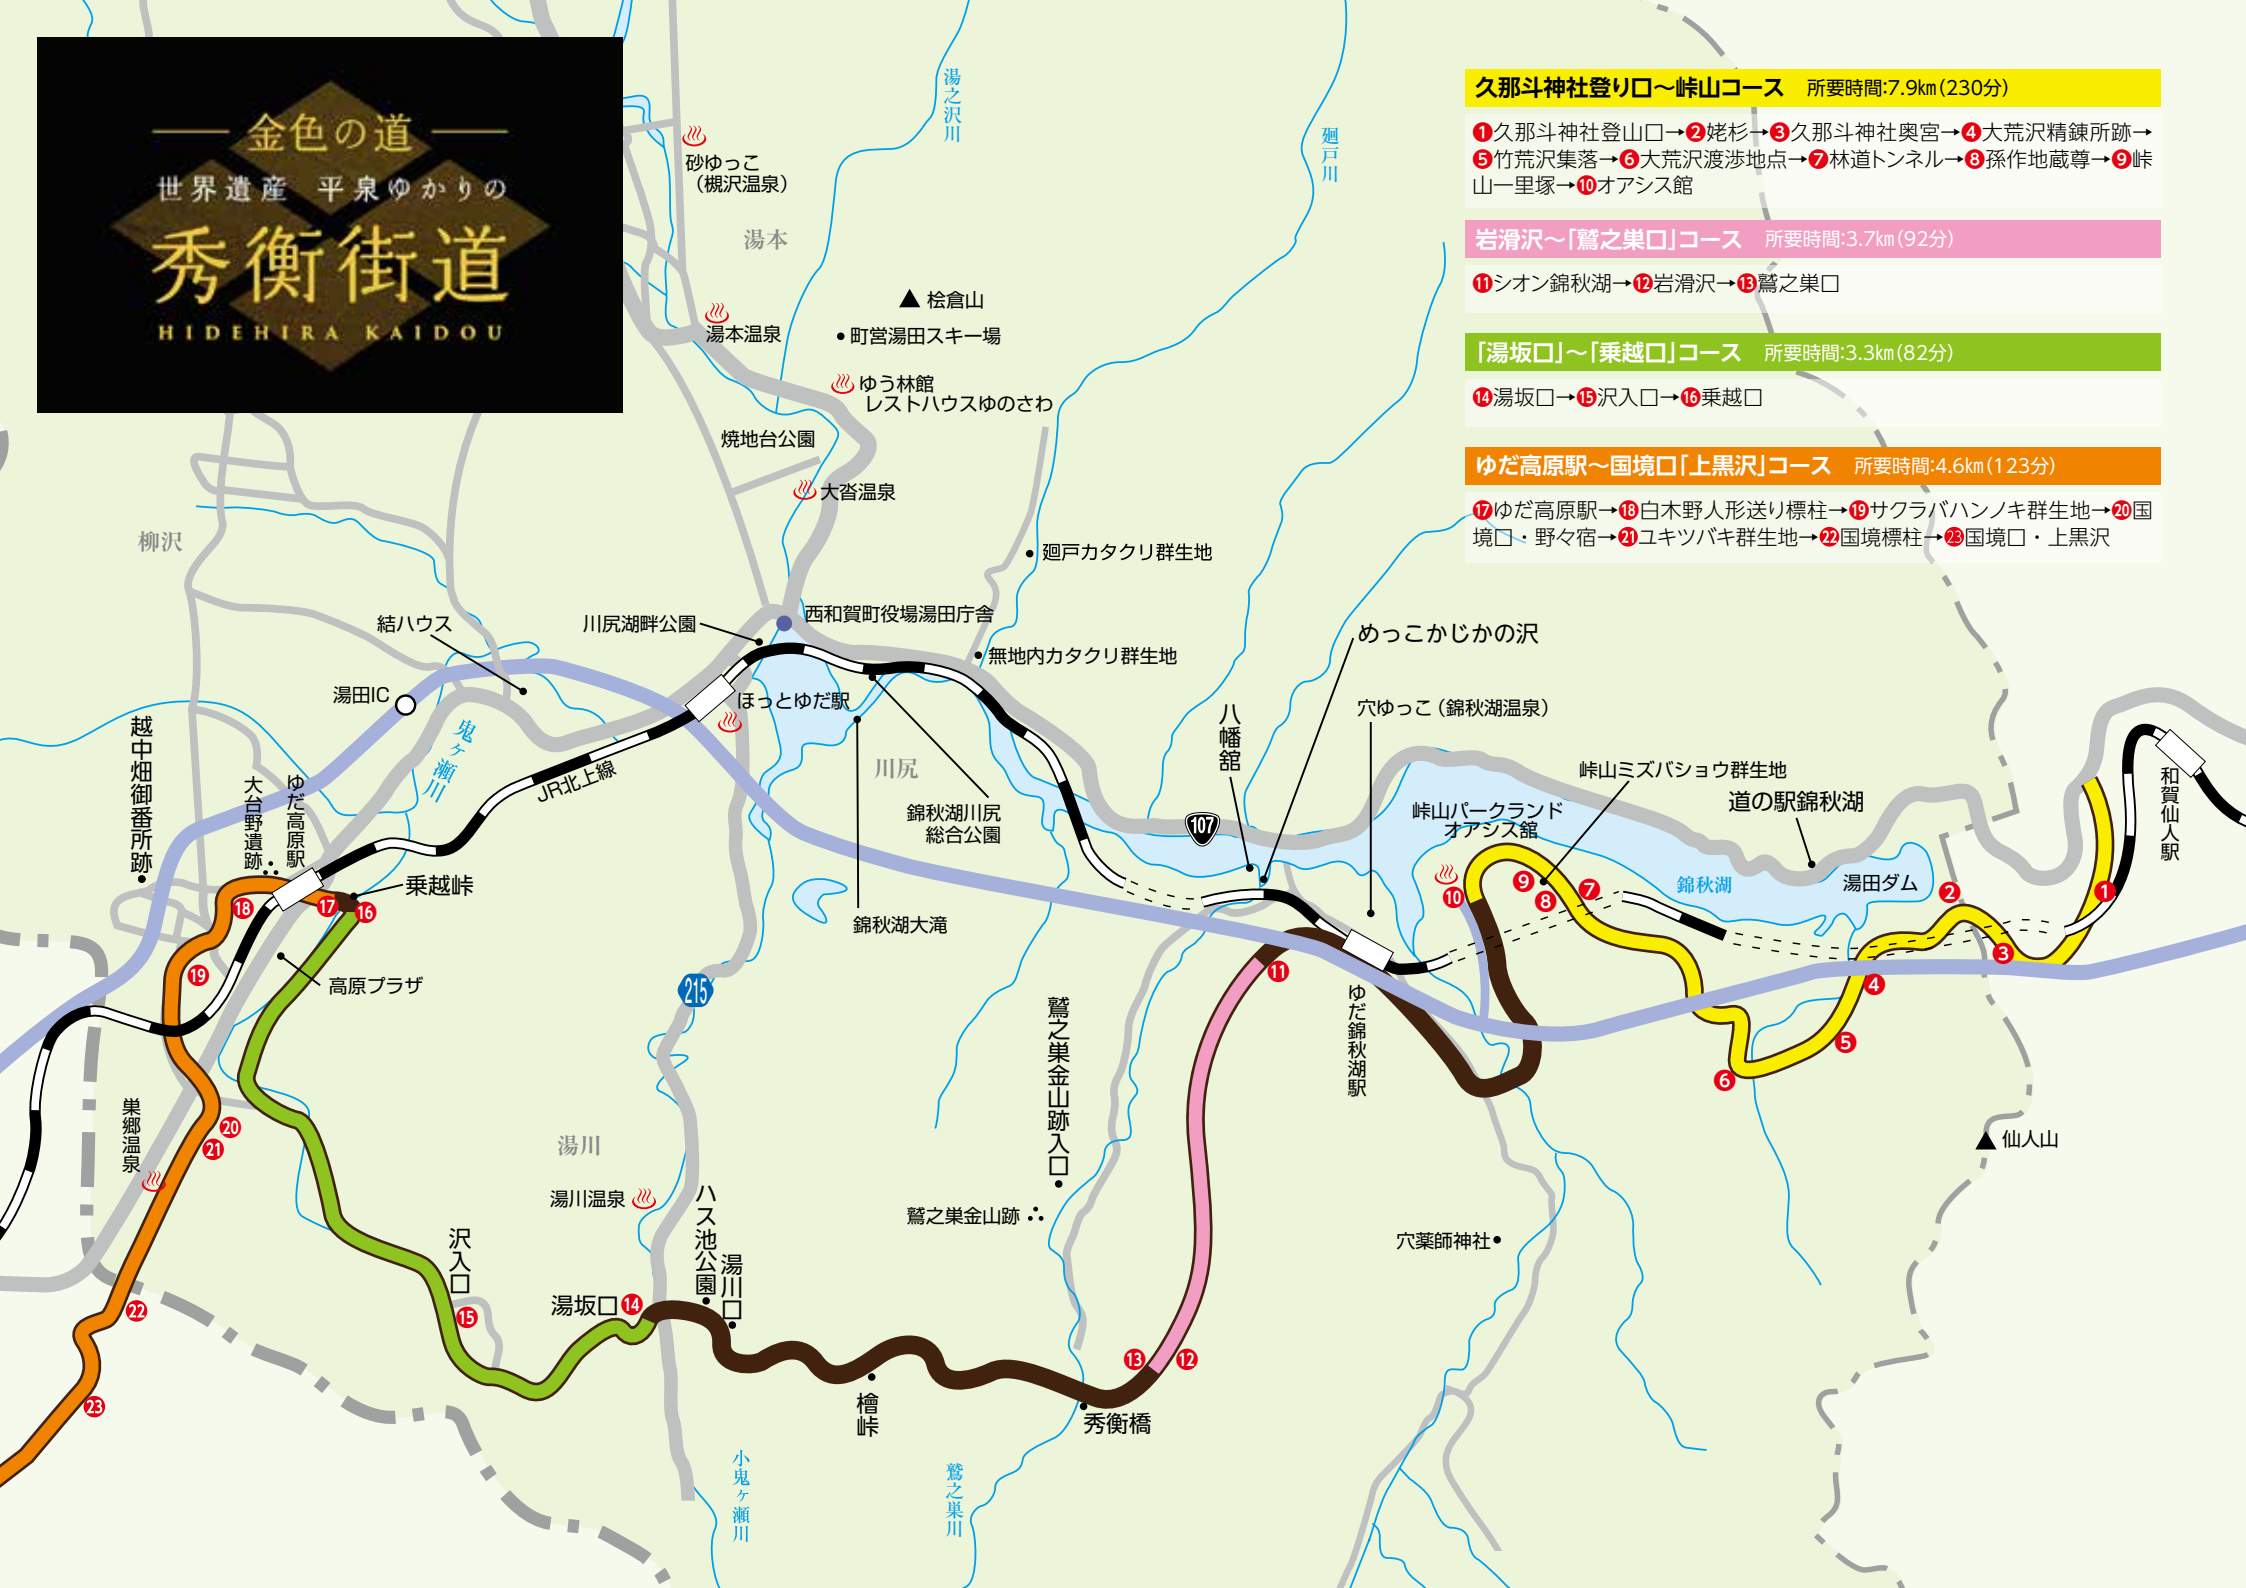 金色の道
世界遺産 平泉ゆかりの
秀衡街道
HIDEHIRA KAIDOU
久那斗神社登り口〜峠山コース 所要時間:7.9㎞(230分)
❶久那斗神社登山口→❷姥杉→❸久那斗神社奥宮→❹大荒沢精錬所跡→
❺竹荒沢集落→❻大荒沢渡渉地点→❼林道トンネル→❽孫作地蔵尊→❾峠
山一里塚→❿オアシス館
岩滑沢〜「鷲之巣口」コース 所要時間:3.7㎞(92分)
⓫シオン錦秋湖→⓬岩滑沢→⓭鷲之巣口
「湯坂口」〜「乗越口」コース 所要時間:3.3㎞(82分)
⓮湯坂口→⓯沢入口→⓰乗越口
ゆだ高原駅〜国境口「上黒沢」コース 所要時間:4.6㎞(123分)
⓱ゆだ高原駅→⓲白木野人形送り標柱→⓳サクラバハンノキ群生地→⓴国
境口・野々宿→㉑ユキツバキ群生地→㉒国境標柱→㉓国境口・上黒沢
湯之沢川
廻戸川
砂ゆっこ
（槻沢温泉）
湯本
桧倉山
町営湯田スキー場
湯本温泉
ゆう林館
レストハウスゆのさわ
焼地台公園
大沓温泉
柳沢
廻戸カタクリ群生地
結ハウス
川尻湖畔公園
西和賀町役場湯田庁舎
無地内カタクリ群生地
めっこかじかの沢
湯田IC
ほっとゆだ駅
八幡舘
穴ゆっこ（錦秋湖温泉）
越中畑御番所跡
鬼ヶ瀬川
川尻
JR北上線
大台野遺跡
ゆだ高原駅
錦秋湖川尻
総合公園
107
峠山ミズバショウ群生地
道の駅錦秋湖
峠山パークランド
オアシス館
和賀仙人駅
錦秋湖
湯田ダム
乗越峠
錦秋湖大滝
❶
❷
❸
❹
❺
❻
❼
❽
❾
❿
⓫
⓬
⓭
⓮
⓯
⓰
⓱
⓲
⓳
⓴
㉑
㉒
㉓
高原プラザ
215
ゆだ錦秋湖駅
鷲之巣金山跡入口
巣郷温泉
仙人山
湯川
湯川温泉
ハス池公園
湯川口
鷲之巣金山跡
穴薬師神社
沢入口
湯坂口
檜峠
秀衡橋
小鬼ヶ瀬川
鷲之巣川